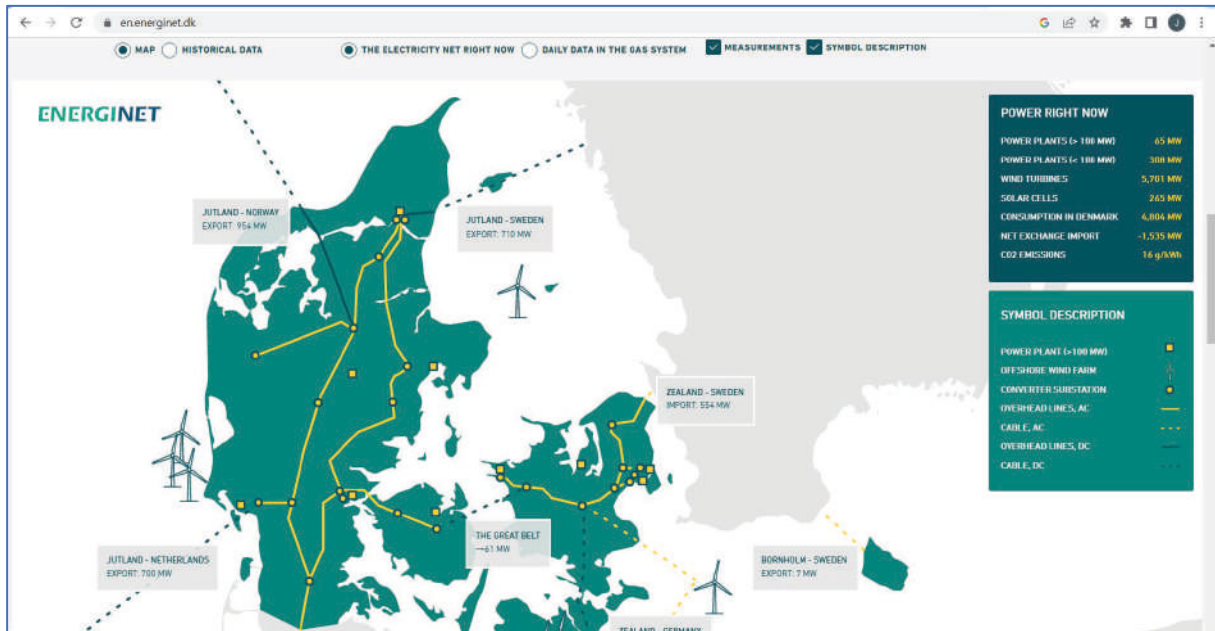 en.energinet.dk
J
MAP HISTORICAL DATA THE ELECTRICITY NET RIGHT NOW DAILY DATA IN THE GAS SYSTEM MEASUREMENTS SYMBOL DESCRIPTION
ENERGINET
JUTLAND - NORWAY
EXPORT: 954 MW
JUTLAND - SWEDEN
EXPORT: 710 MW
ZEALAND - SWEDEN
IMPORT: 554 MW
THE GREAT BELT
→61 MW
JUTLAND - NETHERLANDS
EXPORT: 700 MW
BORNHOLM - SWEDEN
EXPORT: 7 MW
ZEALAND - GERMANY
POWER RIGHT NOW
POWER PLANTS (> 100 MW) 65 MW
POWER PLANTS (< 100 MW) 308 MW
WIND TURBINES 5,701 MW
SOLAR CELLS 265 MW
CONSUMPTION IN DENMARK 4,804 MW
NET EXCHANGE IMPORT -1,535 MW
CO2 EMISSIONS 16 g/kWh
SYMBOL DESCRIPTION
POWER PLANT (>100 MW)
OFFSHORE WIND FARM
CONVERTER SUBSTATION
OVERHEAD LINES, AC
CABLE, AC
OVERHEAD LINES, DC
CABLE, DC